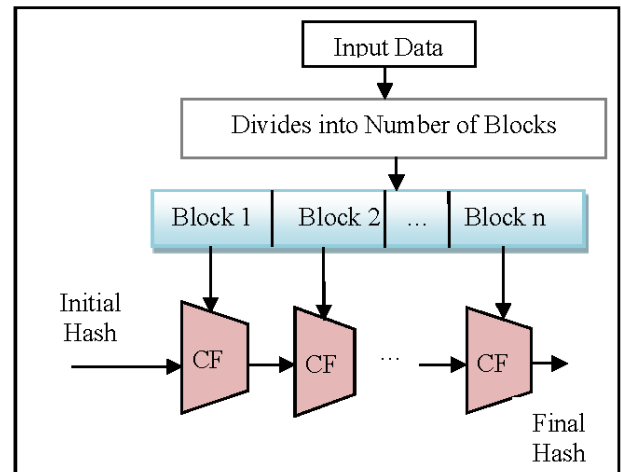 Input Data
Divides into Number of Blocks
Block 1 Block 2 ... Block n
Initial
Hash
CF CF ... CF
Final
Hash